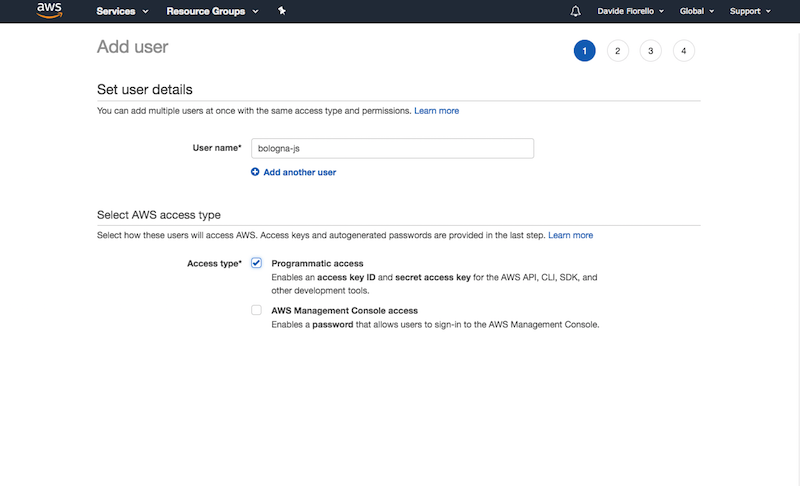 aws Services Resource Groups Davide Fiorello Global Support
Add user 1 2 3 4
Set user details
You can add multiple users at once with the same access type and permissions. Learn more
User name* bologna-js
Add another user
Select AWS access type
Select how these users will access AWS. Access keys and autogenerated passwords are provided in the last step. Learn more
Access type* Programmatic access
Enables an access key ID and secret access key for the AWS API, CLI, SDK, and
other development tools.
AWS Management Console access
Enables a password that allows users to sign-in to the AWS Management Console.